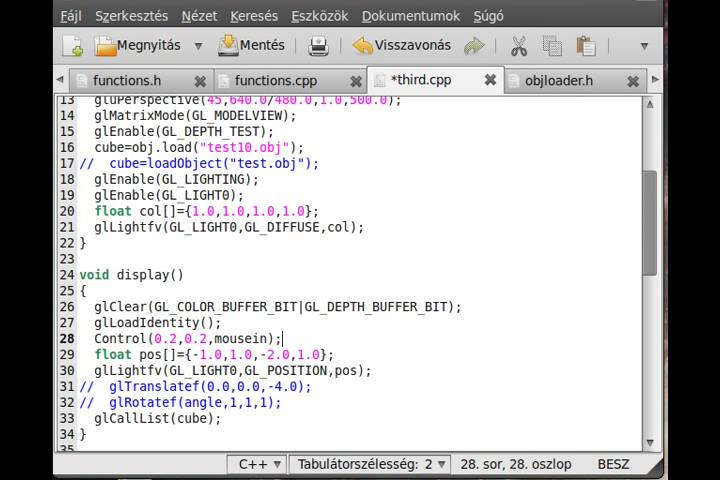 Fájl Szerkesztés Nézet Keresés Eszközök Dokumentumok Súgó
Megnyitás Mentés Visszavonás
functions.h functions.cpp *third.cpp objloader.h
13 gluPerspective(45,640.0/480.0,1.0,500.0);
14 glMatrixMode(GL_MODELVIEW);
15 glEnable(GL_DEPTH_TEST);
16 cube=obj.load("test10.obj");
17 // cube=loadObject("test.obj");
18 glEnable(GL_LIGHTING);
19 glEnable(GL_LIGHT0);
20 float col[]={1.0,1.0,1.0,1.0};
21 glLightfv(GL_LIGHT0,GL_DIFFUSE,col);
22 }
23
24 void display()
25 {
26 glClear(GL_COLOR_BUFFER_BIT|GL_DEPTH_BUFFER_BIT);
27 glLoadIdentity();
28 Control(0.2,0.2,mousein);
29 float pos[]={-1.0,1.0,-2.0,1.0};
30 glLightfv(GL_LIGHT0,GL_POSITION,pos);
31 // glTranslatef(0.0,0.0,-4.0);
32 // glRotatef(angle,1,1,1);
33 glCallList(cube);
34 }
35
C++ Tabulátorszélesség: 2 28. sor, 28. oszlop BESZ